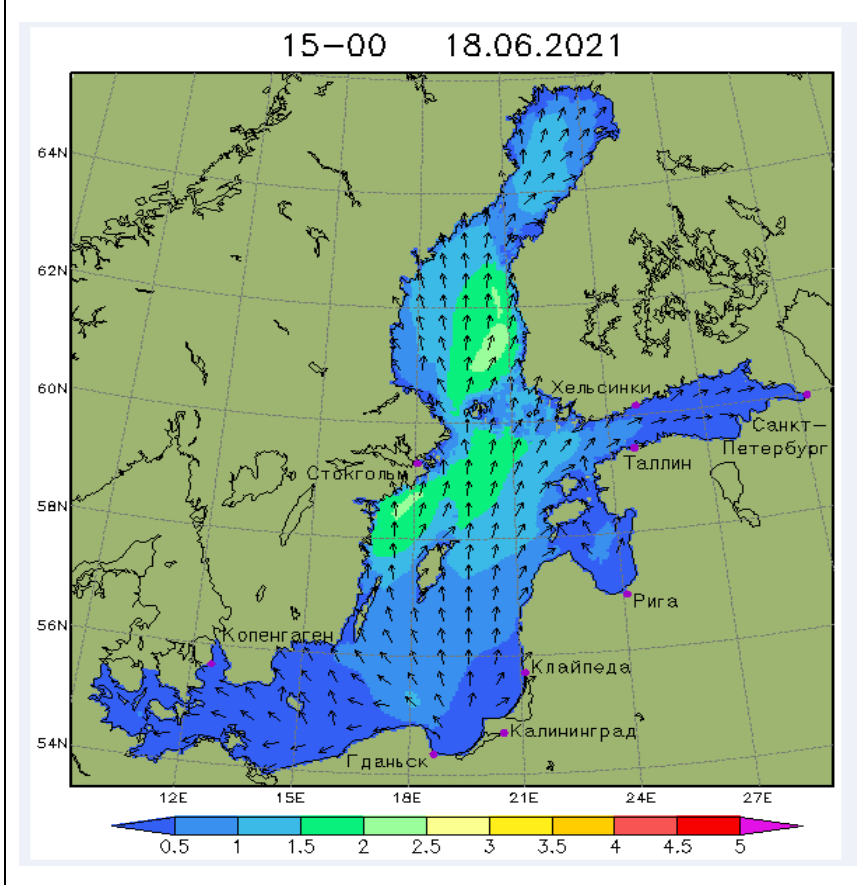 15-00 18.06.2021
64N
62N
60N
58N
56N
54N
Хельсинки
Санкт-
Петербург
Таллин
Стокгольм
Рига
Копенгаген
Клайпеда
Калининград
Гданьск
12E 15E 18E 21E 24E 27E
0.5 1 1.5 2 2.5 3 3.5 4 4.5 5